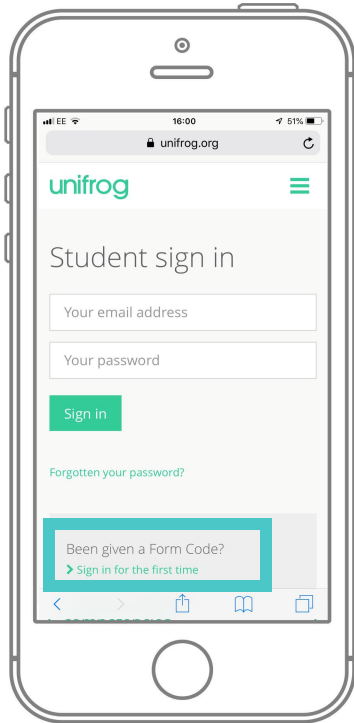 EE 16:00 51%
unifrog.org
unifrog
Student sign in
Your email address
Your password
Sign in
Forgotten your password?
Been given a Form Code?
Sign in for the first time